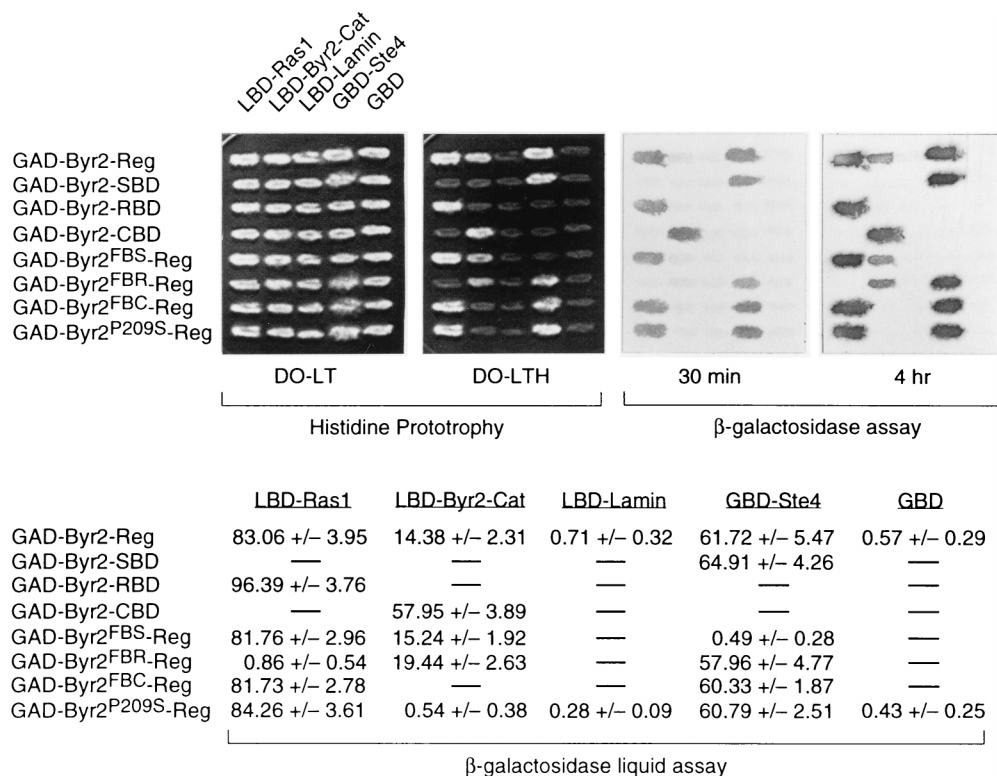 LBD-Ras1
LBD-Byr2-Cat
LBD-Lamin
GBD-Ste4
GBD
GAD-Byr2-Reg
GAD-Byr2-SBD
GAD-Byr2-RBD
GAD-Byr2-CBD
GAD-Byr2FBS-Reg
GAD-Byr2FBR-Reg
GAD-Byr2FBC-Reg
GAD-Byr2P209S-Reg
DO-LT DO-LTH 30 min 4 hr
Histidine Prototrophy β-galactosidase assay
LBD-Ras1 LBD-Byr2-Cat LBD-Lamin GBD-Ste4 GBD
GAD-Byr2-Reg 83.06 +/– 3.95 14.38 +/– 2.31 0.71 +/– 0.32 61.72 +/– 5.47 0.57 +/– 0.29
GAD-Byr2-SBD — — — 64.91 +/– 4.26 —
GAD-Byr2-RBD 96.39 +/– 3.76 — — — —
GAD-Byr2-CBD — 57.95 +/– 3.89 — — —
GAD-Byr2FBS-Reg 81.76 +/– 2.96 15.24 +/– 1.92 — 0.49 +/– 0.28 —
GAD-Byr2FBR-Reg 0.86 +/– 0.54 19.44 +/– 2.63 — 57.96 +/– 4.77 —
GAD-Byr2FBC-Reg 81.73 +/– 2.78 — — 60.33 +/– 1.87 —
GAD-Byr2P209S-Reg 84.26 +/– 3.61 0.54 +/– 0.38 0.28 +/– 0.09 60.79 +/– 2.51 0.43 +/– 0.25
β-galactosidase liquid assay